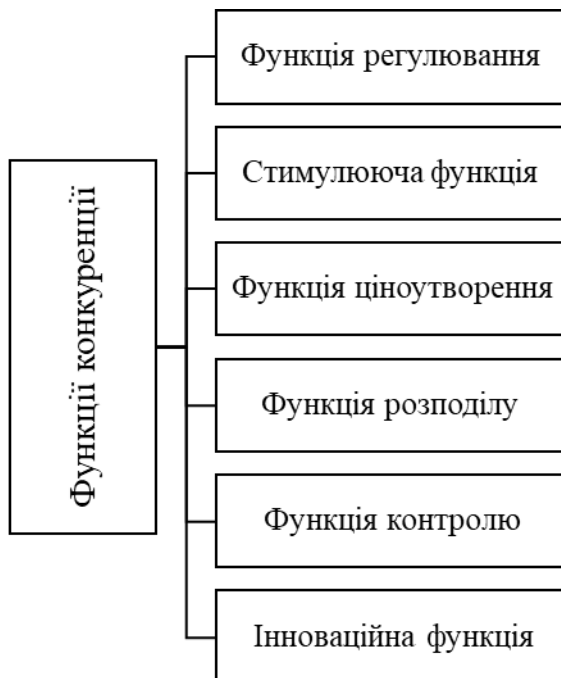 Функції конкуренції
Функція регулювання
Стимулююча функція
Функція ціноутворення
Функція розподілу
Функція контролю
Інноваційна функція